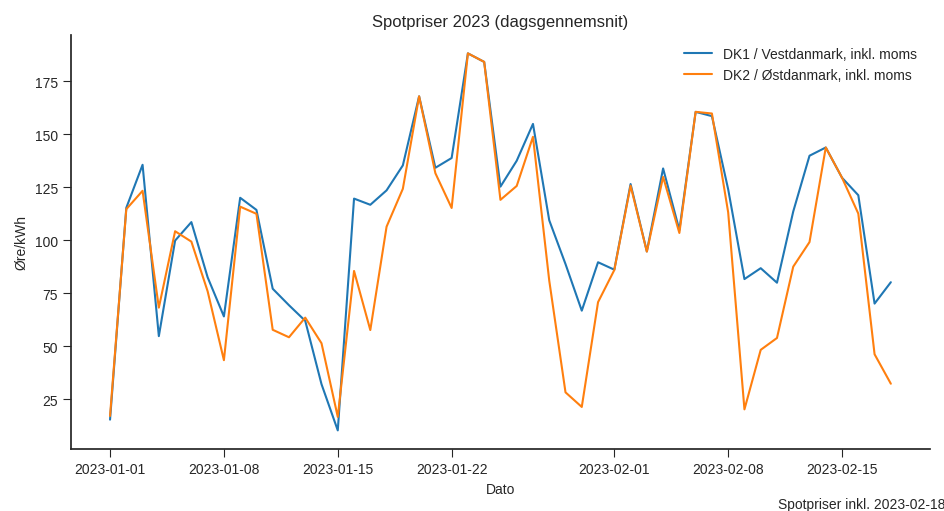 Spotpriser 2023 (dagsgennemsnit)
DK1 / Vestdanmark, inkl. moms
DK2 / Østdanmark, inkl. moms
175
150
125
100
75
50
25
Øre/kWh
2023-01-01 2023-01-08 2023-01-15 2023-01-22 2023-02-01 2023-02-08 2023-02-15
Dato
Spotpriser inkl. 2023-02-18